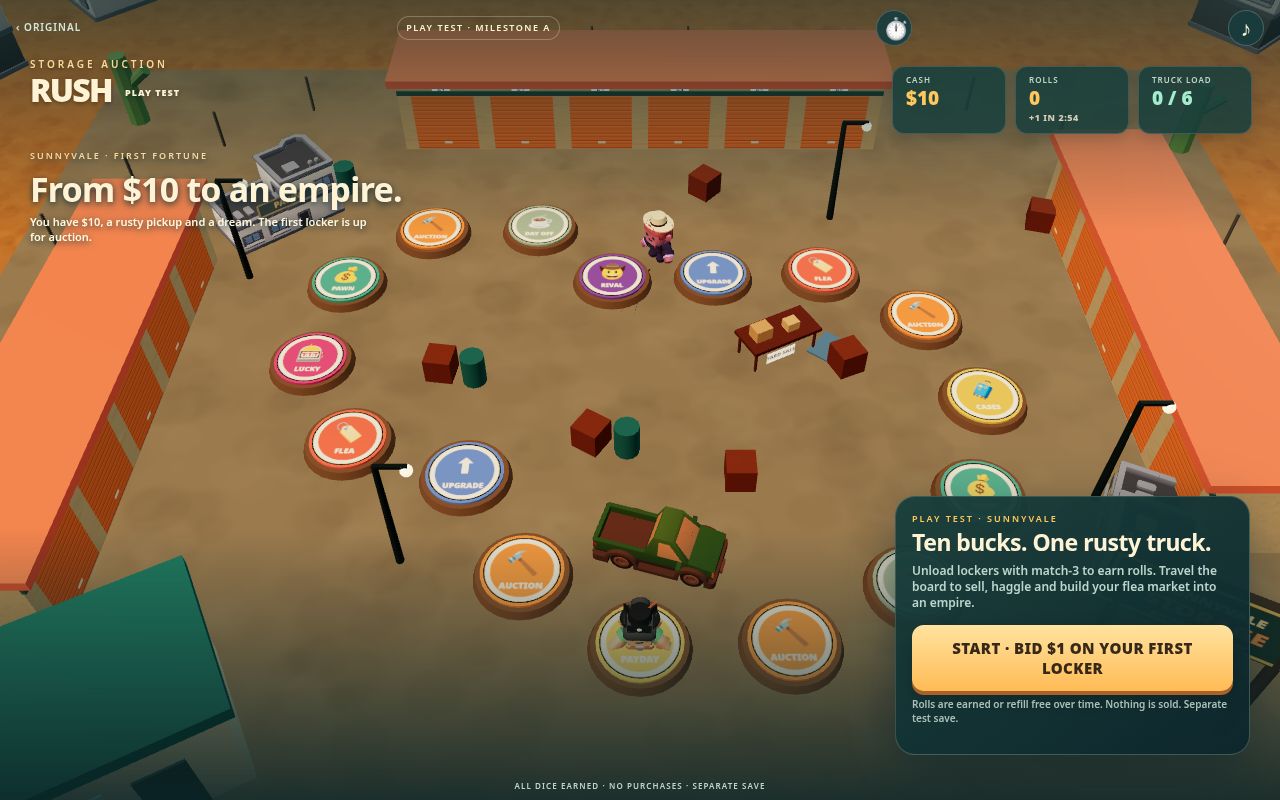 ‹ ORIGINAL
PLAY TEST · MILESTONE A
STORAGE AUCTION
RUSH PLAY TEST
CASH
$10
ROLLS
0
+1 IN 2:54
TRUCK LOAD
0 / 6
SUNNYVALE · FIRST FORTUNE
From $10 to an empire.
You have $10, a rusty pickup and a dream. The first locker is up
for auction.
AUCTION
DAY OFF
RIVAL
UPGRADE
FLEA
PAWN
AUCTION
YARD SALE
LUCKY
CASES
FLEA
UPGRADE
AUCTION
PAYDAY
AUCTION
PLAY TEST · SUNNYVALE
Ten bucks. One rusty truck.
Unload lockers with match-3 to earn rolls. Travel the
board to sell, haggle and build your flea market into
an empire.
START · BID $1 ON YOUR FIRST
LOCKER
Rolls are earned or refill free over time. Nothing is sold. Separate
test save.
ALL DICE EARNED · NO PURCHASES · SEPARATE SAVE